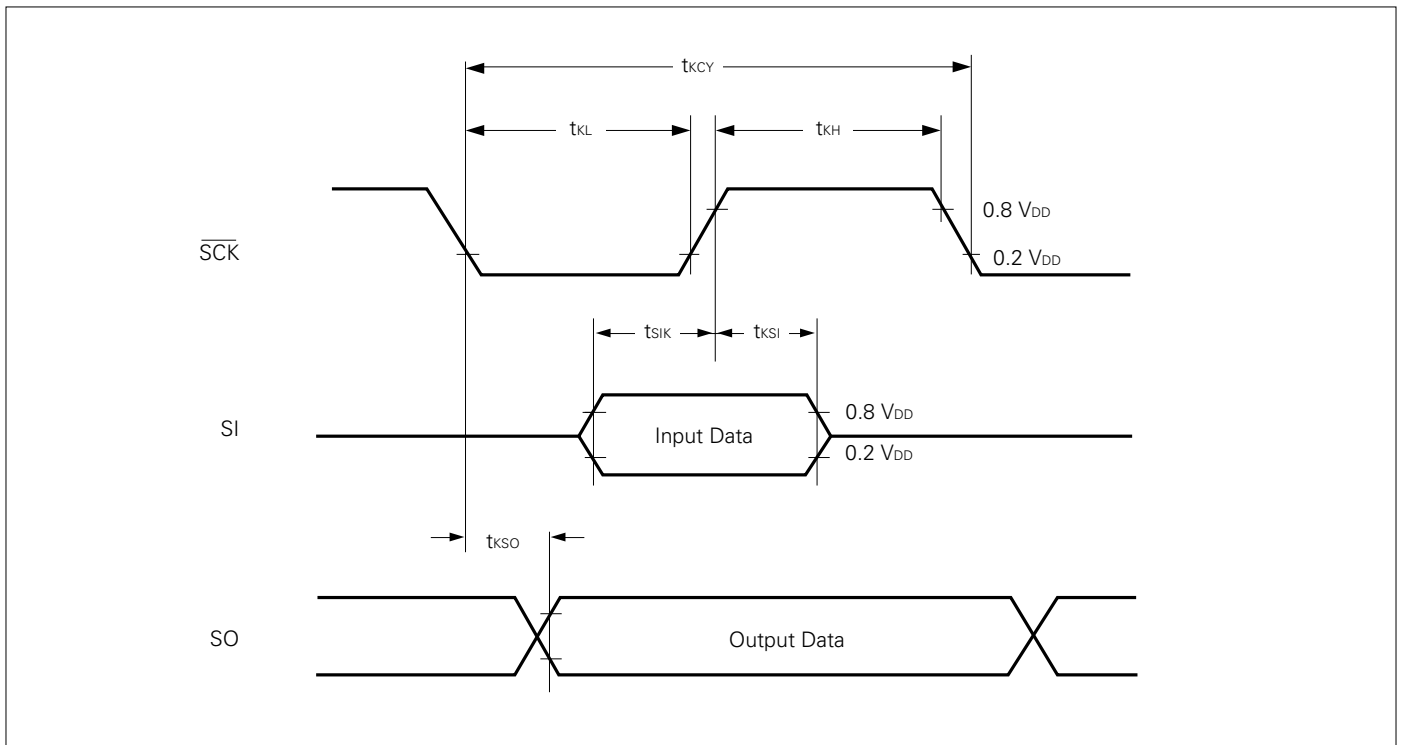 tKCY
tKL
tKH
0.8 VDD
SCK
0.2 VDD
tSIK
tKSI
0.8 VDD
SI
Input Data
0.2 VDD
tKSO
SO
Output Data